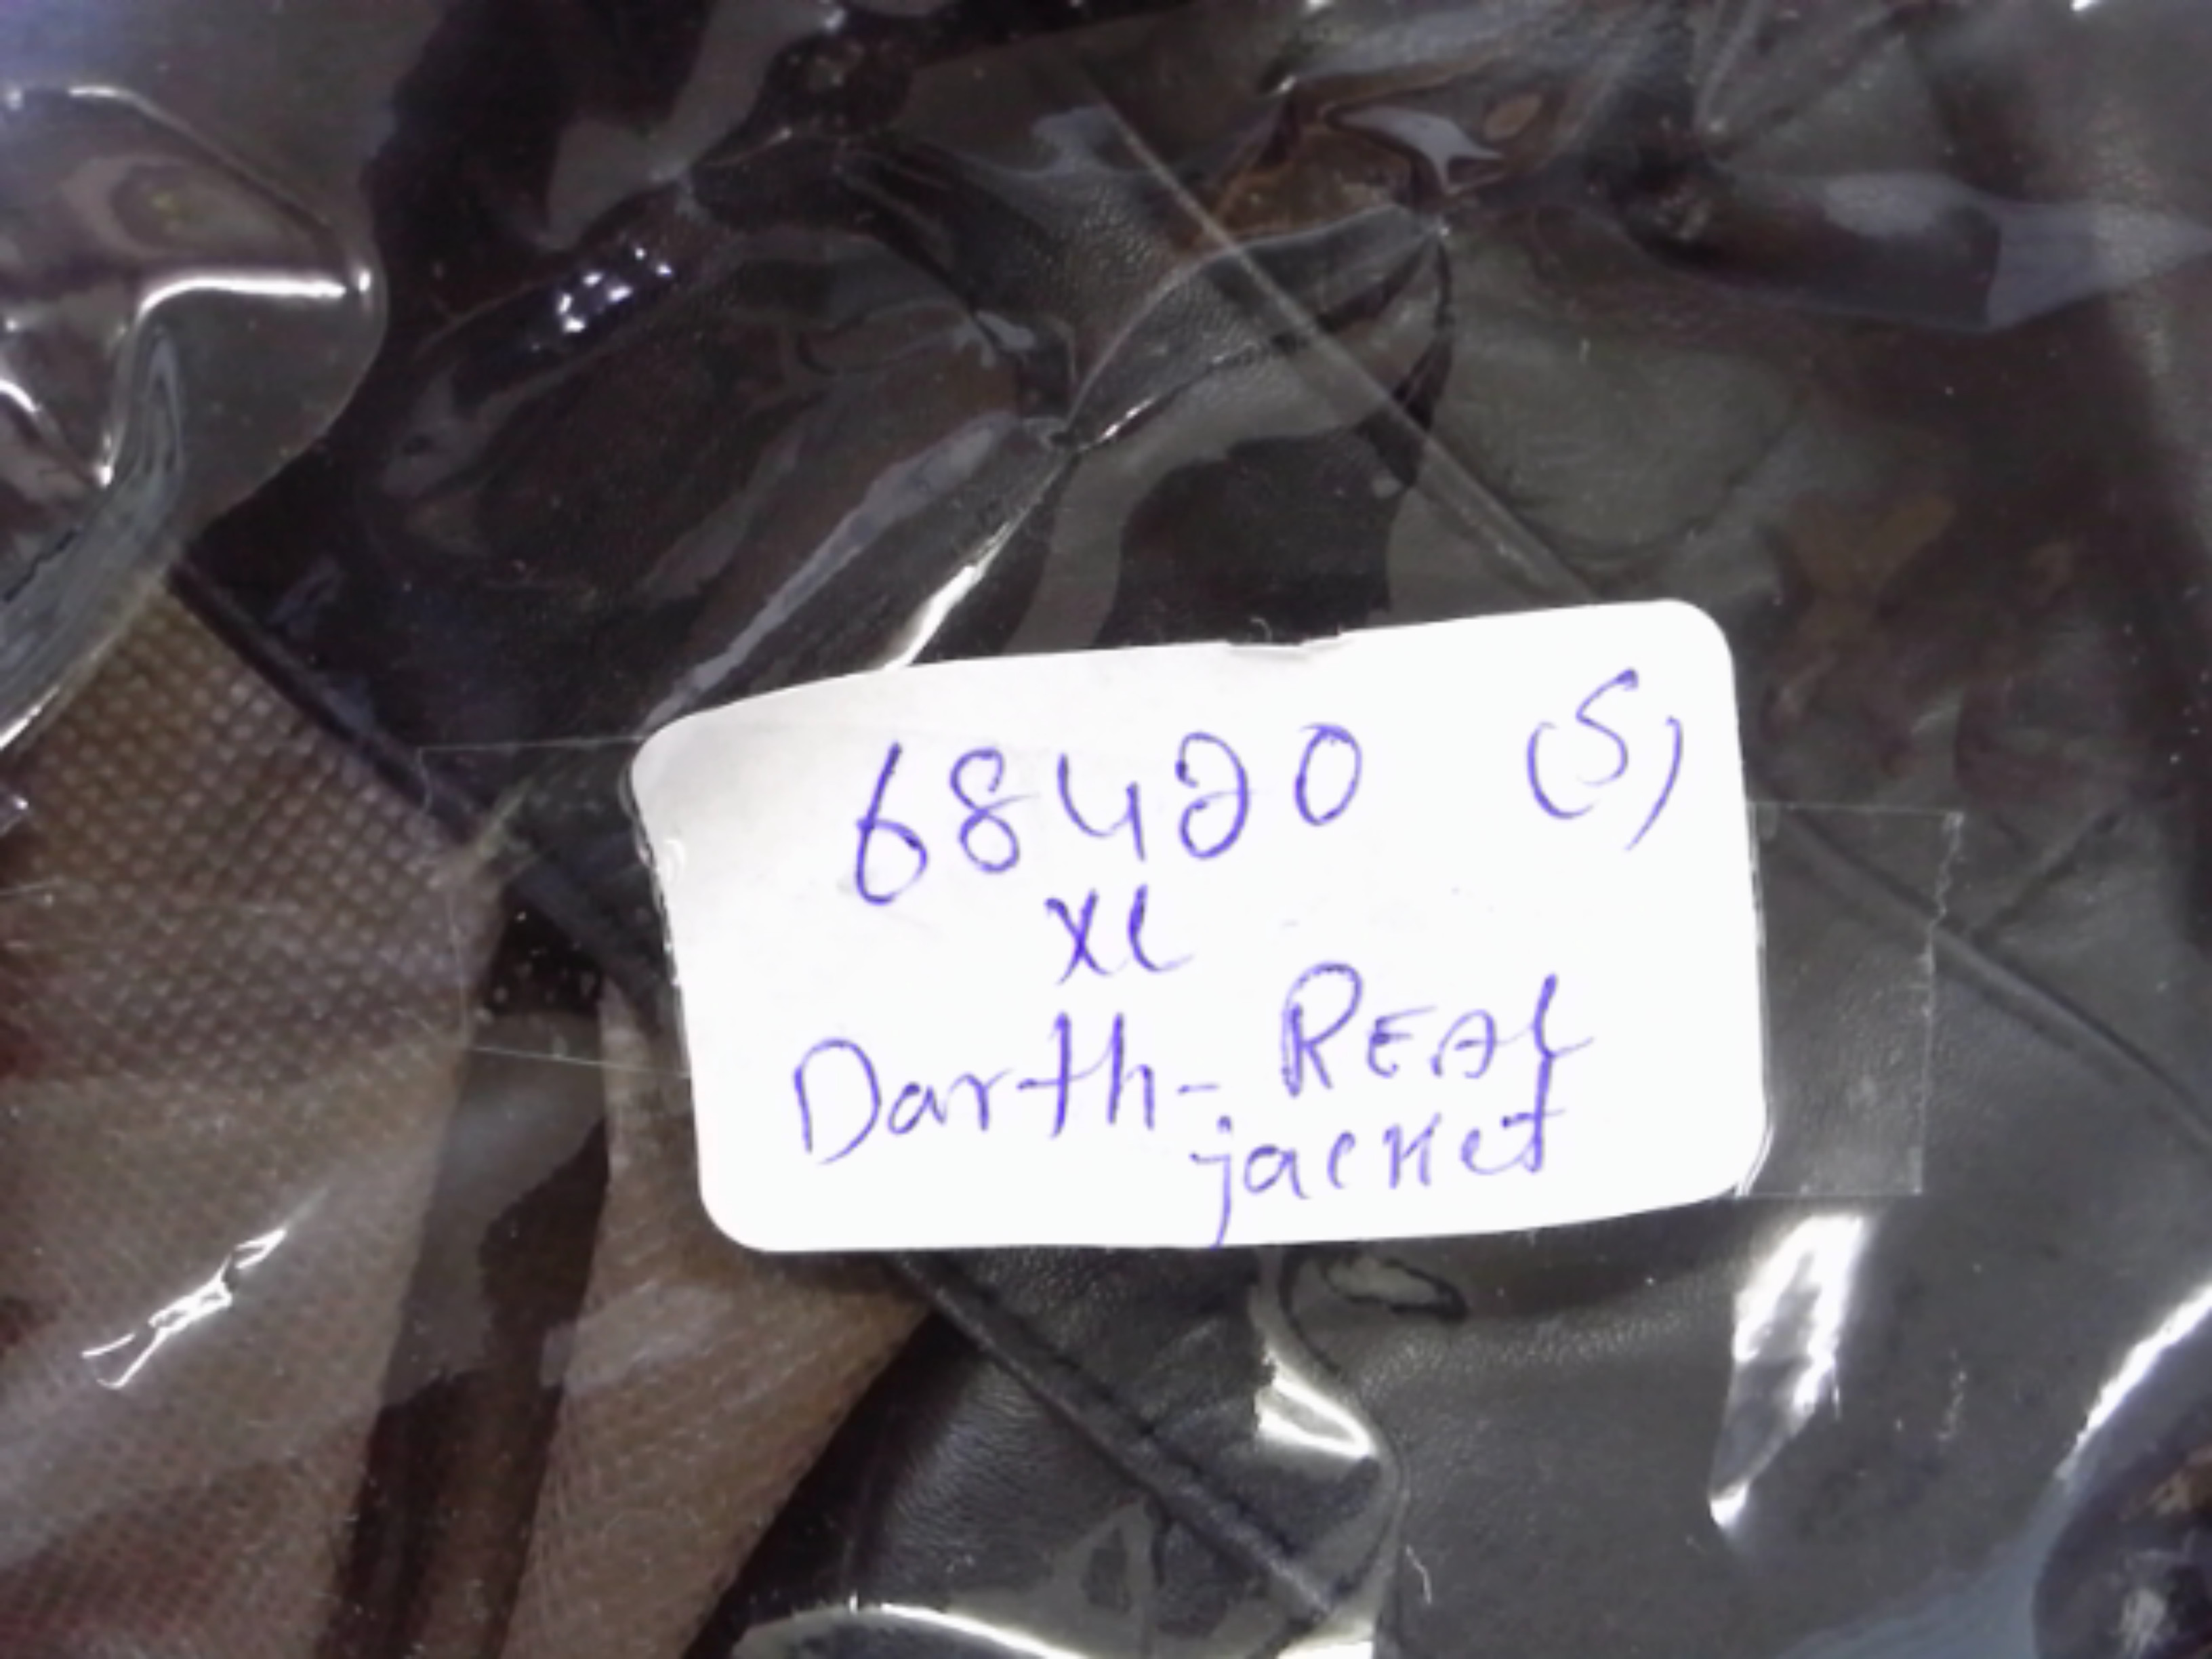 68420 (S)
XL
Darth- REAL
jacket